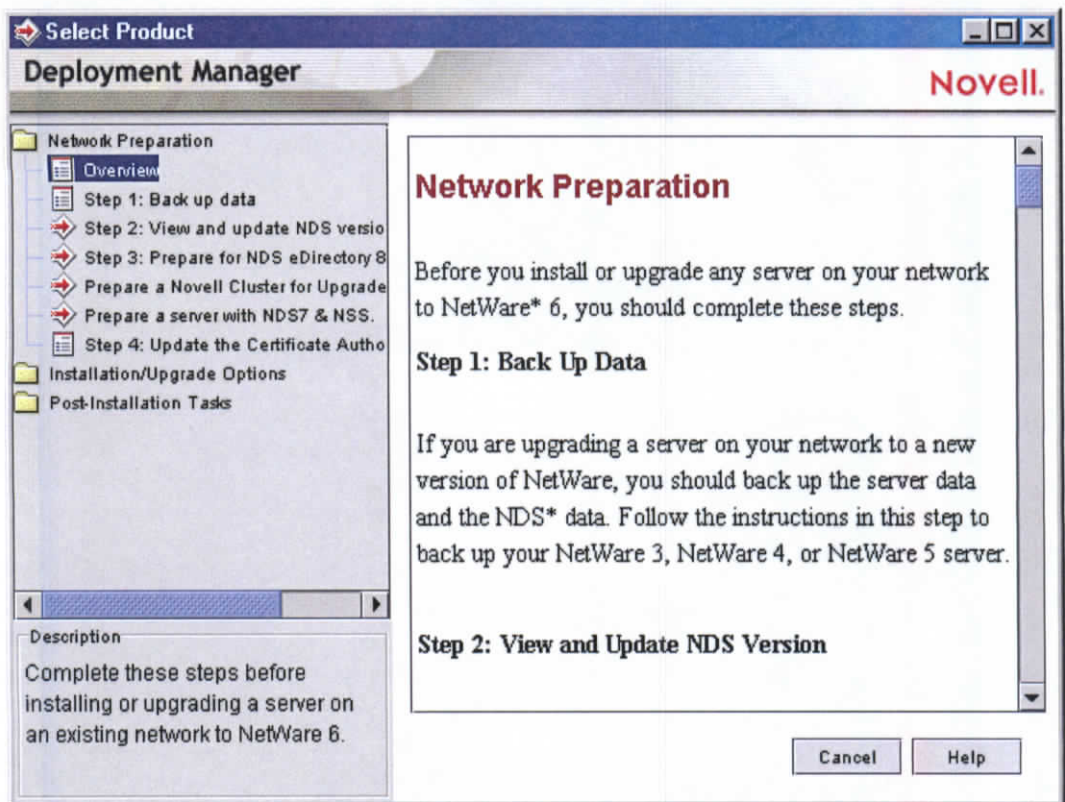 Select Product
Deployment Manager
Novell.
Network Preparation
Overview
Step 1: Back up data
Step 2: View and update NDS versio
Step 3: Prepare for NDS eDirectory 8
Prepare a Novell Cluster for Upgrade
Prepare a server with NDS7 & NSS.
Step 4: Update the Certificate Autho
Installation/Upgrade Options
Post-Installation Tasks
Description
Complete these steps before
installing or upgrading a server on
an existing network to NetWare 6.
Network Preparation
Before you install or upgrade any server on your network
to NetWare* 6, you should complete these steps.
Step 1: Back Up Data
If you are upgrading a server on your network to a new
version of NetWare, you should back up the server data
and the NDS* data. Follow the instructions in this step to
back up your NetWare 3, NetWare 4, or NetWare 5 server.
Step 2: View and Update NDS Version
Cancel
Help